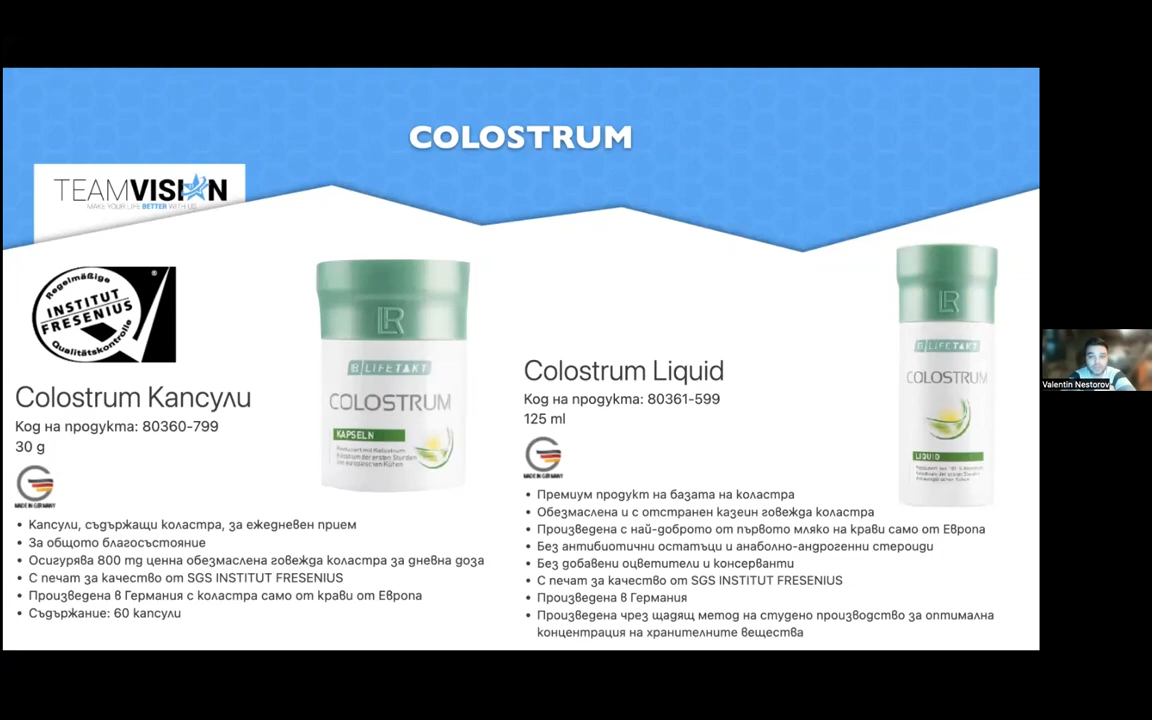 COLOSTRUM
TEAMVISION
MAKE YOUR LIFE BETTER WITH US
Regelmäßige
INSTITUT
FRESENIUS
Qualitätskontrolle
®
Colostrum Капсули
Код на продукта: 80360-799
30 g
MADE IN GERMANY
• Капсули, съдържащи коластра, за ежедневен прием
• За общото благосъстояние
• Осигурява 800 mg ценна обезмаслена говежда коластра за дневна доза
• С печат за качество от SGS INSTITUT FRESENIUS
• Произведена в Германия с коластра само от крави от Европа
• Съдържание: 60 капсули
LR
LIFETAKT
COLOSTRUM
KAPSELN
Colostrum Liquid
Код на продукта: 80361-599
125 ml
MADE IN GERMANY
• Премиум продукт на базата на коластра
• Обезмаслена и с отстранен казеин говежда коластра
• Произведена с най-доброто от първото мляко на крави само от Европа
• Без антибиотични остатъци и анаболно-андрогенни стероиди
• Без добавени оцветители и консерванти
• С печат за качество от SGS INSTITUT FRESENIUS
• Произведена в Германия
• Произведена чрез щадящ метод на студено производство за оптимална
концентрация на хранителните вещества
LR
LIFETAKT
COLOSTRUM
LIQUID
Valentin Nestorov